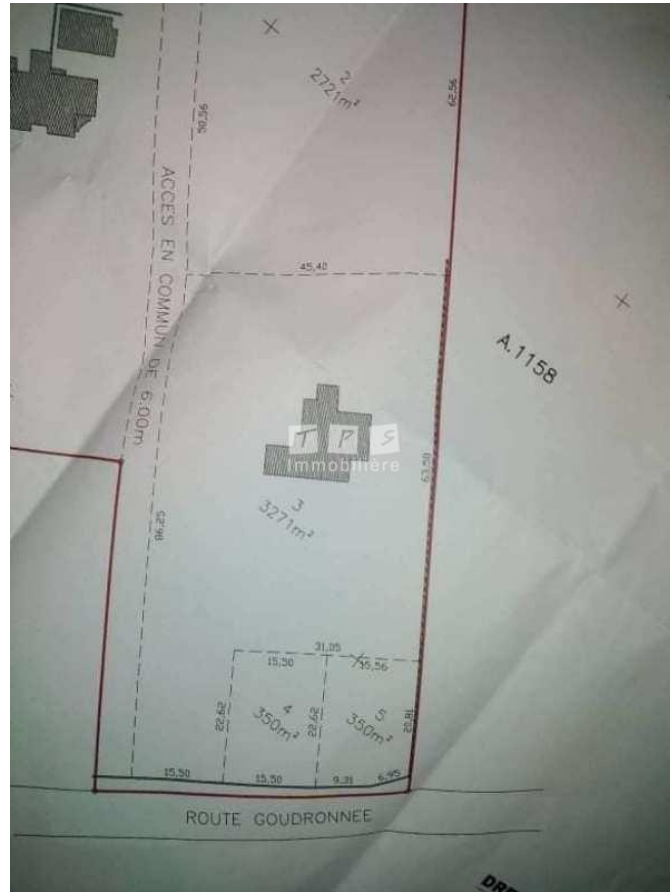 2
2721m²
62,56
50,56
ACCES EN COMMUN DE 6.00m
45,40
A.1158
TPS
immobilière
63,50
3
3271m²
86,25
31,05
15,50
15,56
22,62
4
350m²
22,62
5
350m²
20,81
15,50
15,50
9,31
6,95
ROUTE GOUDRONNEE